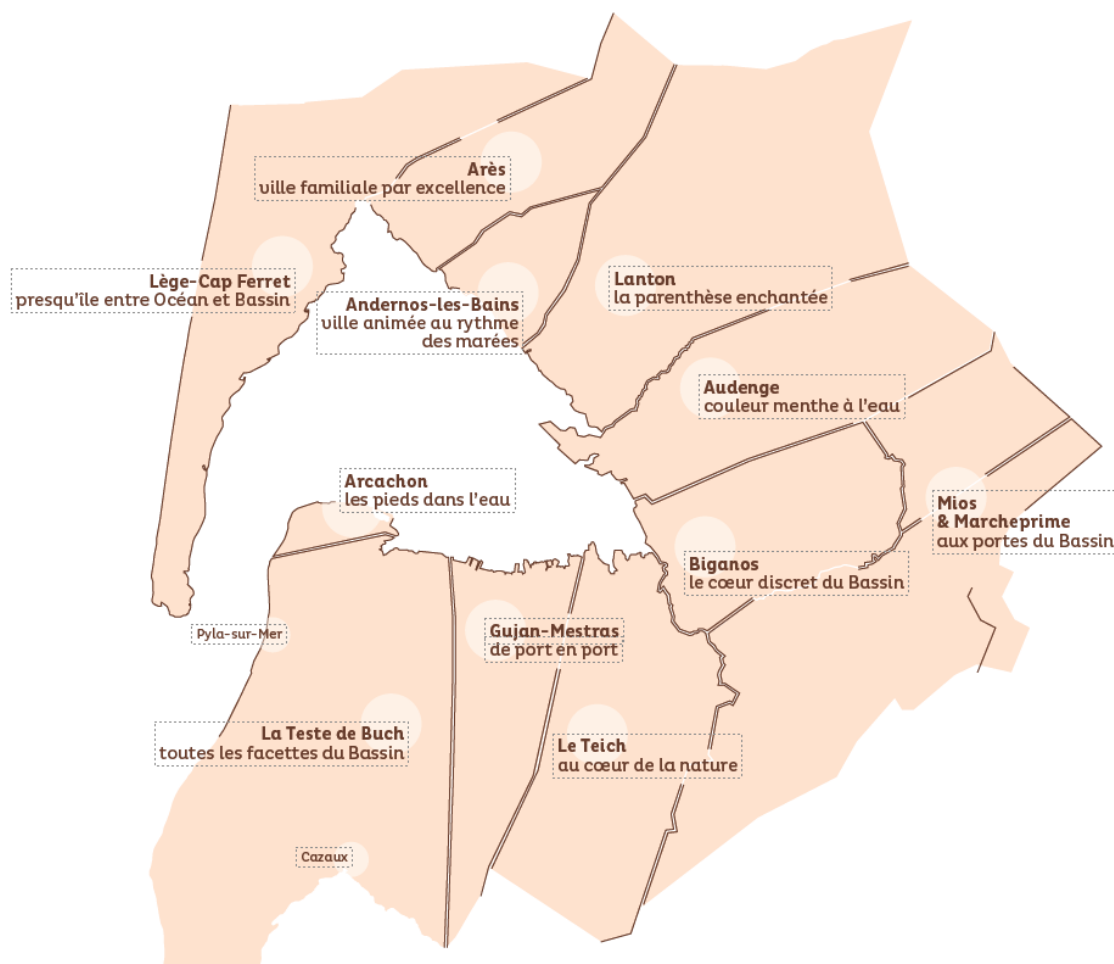 Arès
ville familiale par excellence
Lège-Cap Ferret
presqu'île entre Océan et Bassin
Andernos-les-Bains
ville animée au rythme
des marées
Lanton
la parenthèse enchantée
Audenge
couleur menthe à l'eau
Arcachon
les pieds dans l'eau
Mios
& Marcheprime
aux portes du Bassin
Biganos
le cœur discret du Bassin
Pyla-sur-Mer
Gujan-Mestras
de port en port
La Teste de Buch
toutes les facettes du Bassin
Le Teich
au cœur de la nature
Cazaux